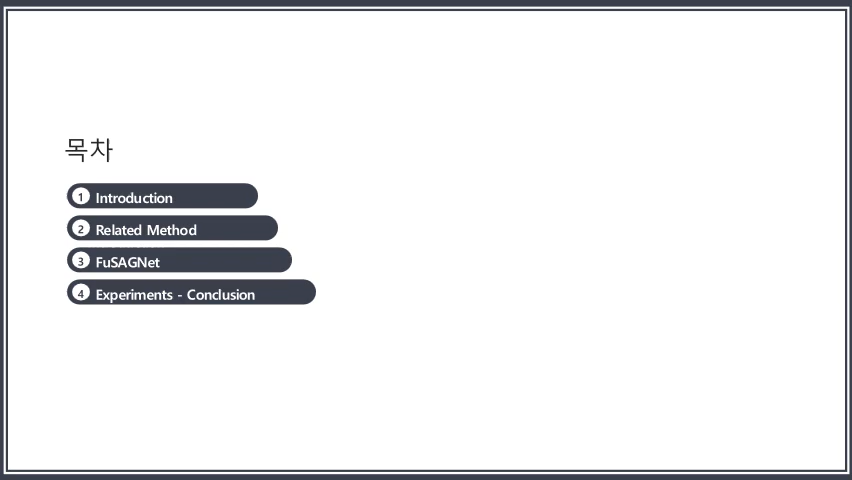 목차
1 Introduction
2 Related Method
3 FuSAGNet
4 Experiments - Conclusion